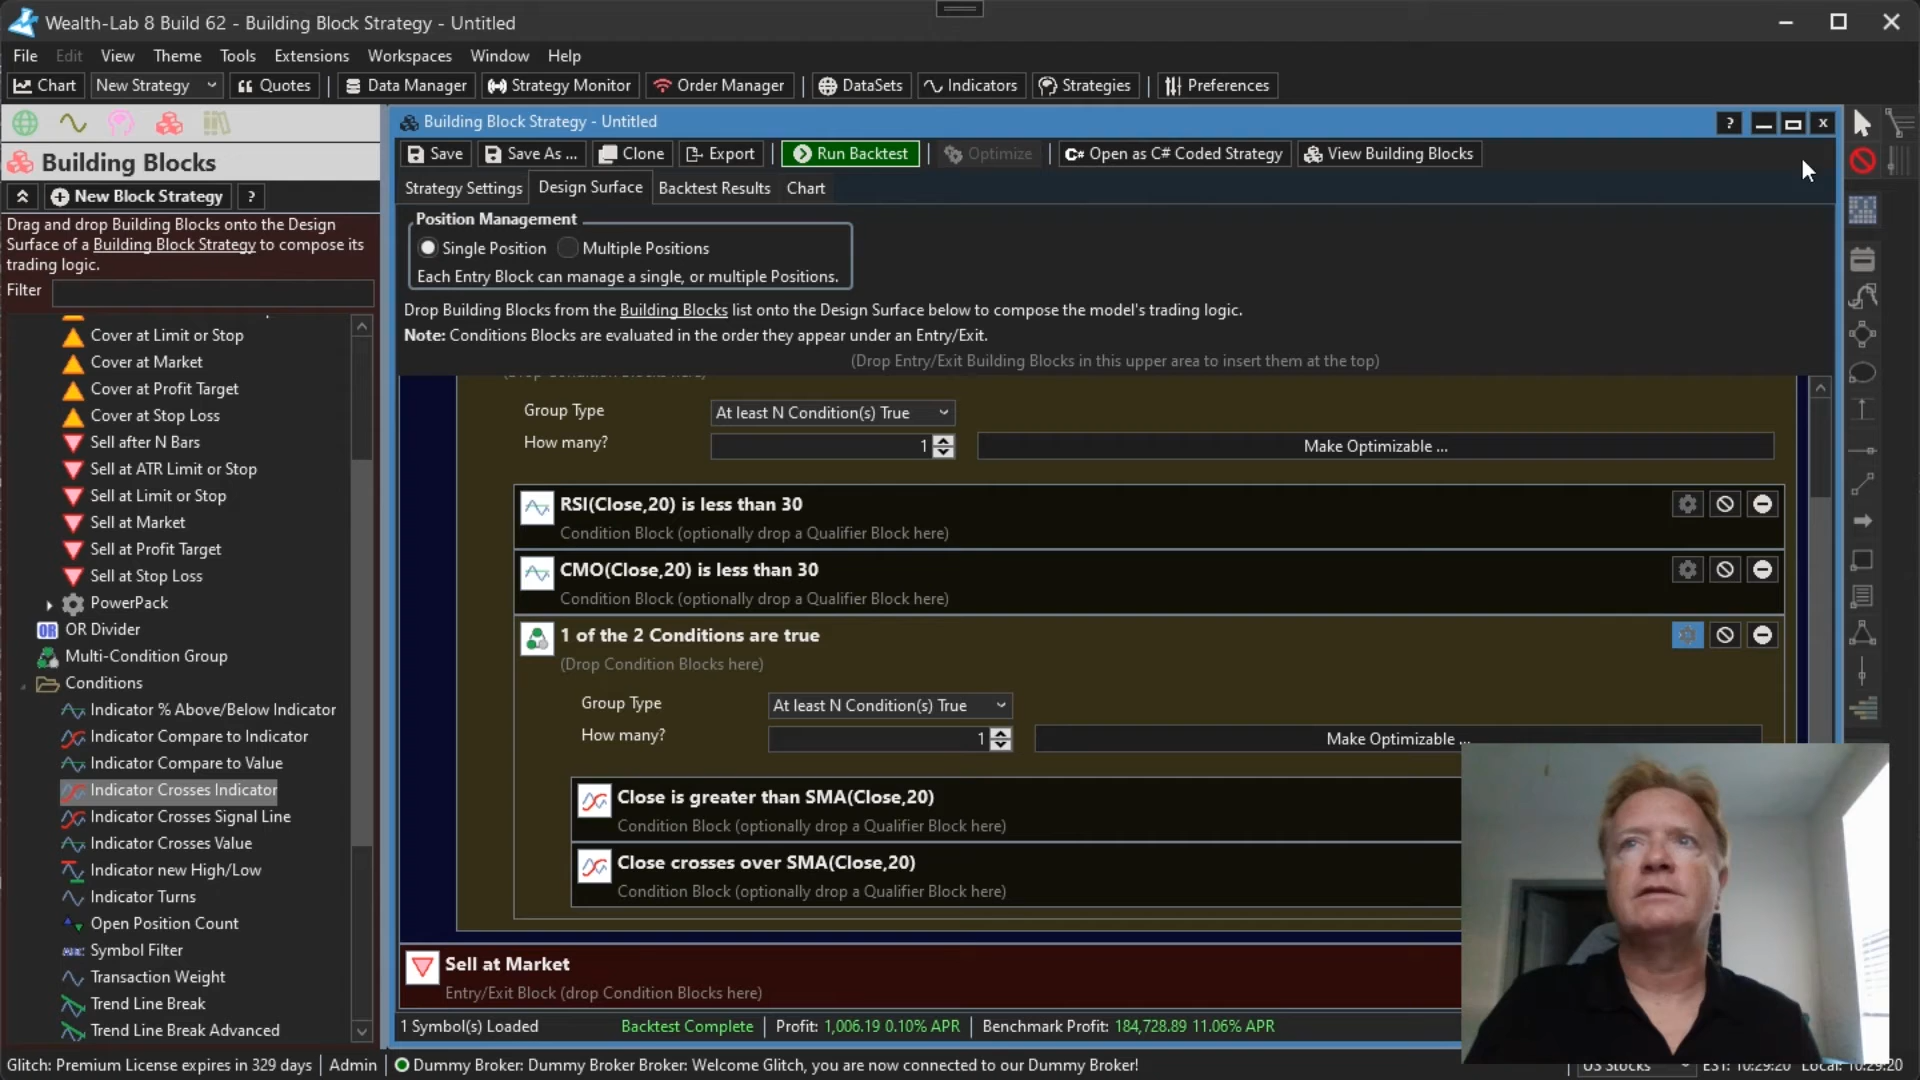 Wealth-Lab 8 Build 62 - Building Block Strategy - Untitled
File Edit View Theme Tools Extensions Workspaces Window Help
Chart New Strategy Quotes Data Manager Strategy Monitor Order Manager DataSets Indicators Strategies Preferences
Building Block Strategy - Untitled
?
Save Save As ... Clone Export Run Backtest Optimize C# Open as C# Coded Strategy View Building Blocks
Strategy Settings Design Surface Backtest Results Chart
Position Management
Single Position Multiple Positions
Each Entry Block can manage a single, or multiple Positions.
Drop Building Blocks from the Building Blocks list onto the Design Surface below to compose the model's trading logic.
Note: Conditions Blocks are evaluated in the order they appear under an Entry/Exit.
(Drop Entry/Exit Building Blocks in this upper area to insert them at the top)
Building Blocks
New Block Strategy ?
Drag and drop Building Blocks onto the Design
Surface of a Building Block Strategy to compose its
trading logic.
Filter
Cover at Limit or Stop
Cover at Market
Cover at Profit Target
Cover at Stop Loss
Sell after N Bars
Sell at ATR Limit or Stop
Sell at Limit or Stop
Sell at Market
Sell at Profit Target
Sell at Stop Loss
PowerPack
OR OR Divider
Multi-Condition Group
Conditions
Indicator % Above/Below Indicator
Indicator Compare to Indicator
Indicator Compare to Value
Indicator Crosses Indicator
Indicator Crosses Signal Line
Indicator Crosses Value
Indicator new High/Low
Indicator Turns
Open Position Count
Symbol Filter
Transaction Weight
Trend Line Break
Trend Line Break Advanced
Group Type At least N Condition(s) True
How many? 1 Make Optimizable ...
RSI(Close,20) is less than 30
Condition Block (optionally drop a Qualifier Block here)
CMO(Close,20) is less than 30
Condition Block (optionally drop a Qualifier Block here)
1 of the 2 Conditions are true
(Drop Condition Blocks here)
Group Type At least N Condition(s) True
How many? 1 Make Optimizable ...
Close is greater than SMA(Close,20)
Condition Block (optionally drop a Qualifier Block here)
Close crosses over SMA(Close,20)
Condition Block (optionally drop a Qualifier Block here)
Sell at Market
Entry/Exit Block (drop Condition Blocks here)
1 Symbol(s) Loaded Backtest Complete | Profit: 1,006.19 0.10% APR | Benchmark Profit: 184,728.89 11.06% APR
Glitch: Premium License expires in 329 days | Admin | Dummy Broker: Dummy Broker Broker: Welcome Glitch, you are now connected to our Dummy Broker! | US Stocks EST: 10:29:20 Local: 10:29:20